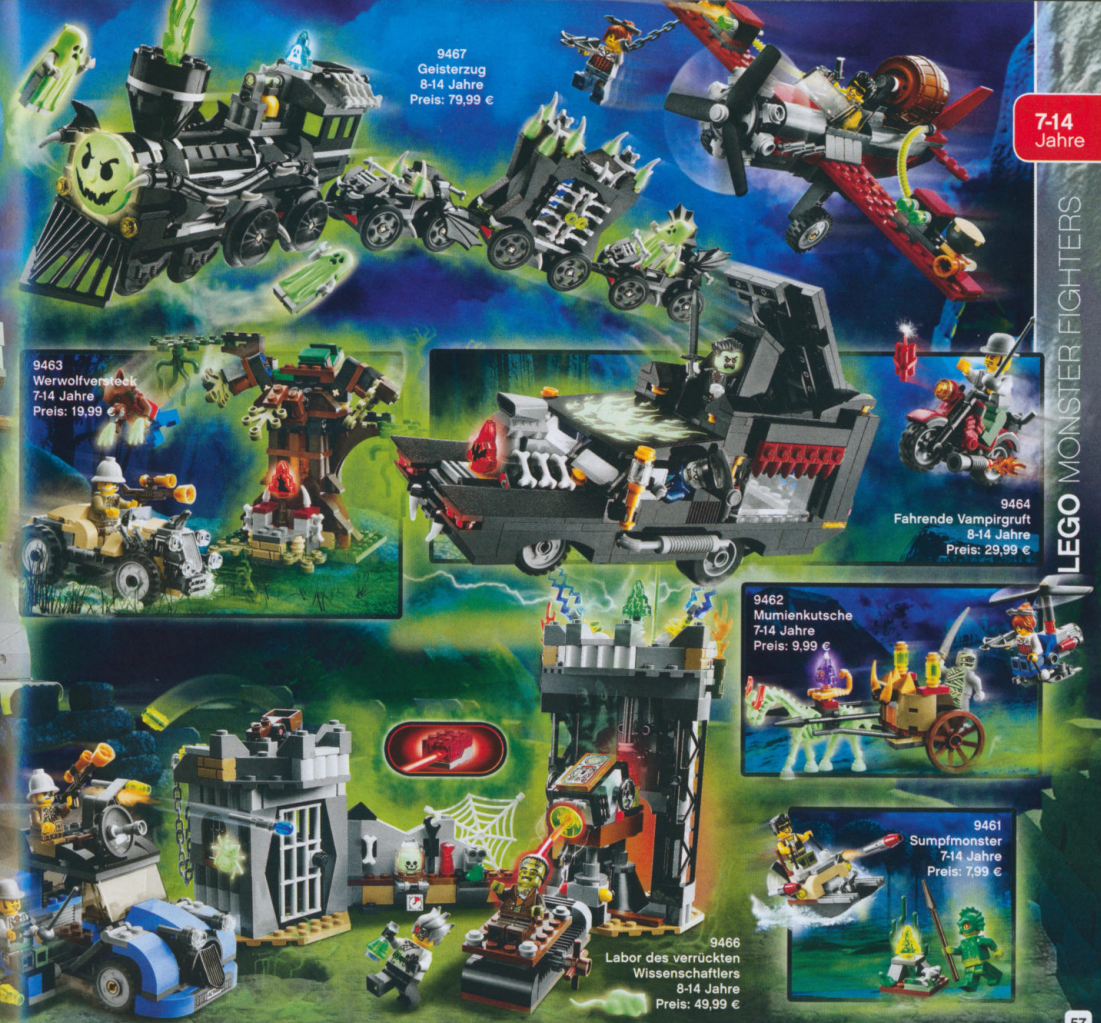 9467
Geisterzug
8-14 Jahre
Preis: 79,99 €
7-14
Jahre
LEGO MONSTER FIGHTERS
9463
Werwolfversteck
7-14 Jahre
Preis: 19,99 €
9464
Fahrende Vampirgruft
8-14 Jahre
Preis: 29,99 €
9462
Mumienkutsche
7-14 Jahre
Preis: 9,99 €
9461
Sumpfmonster
7-14 Jahre
Preis: 7,99 €
9466
Labor des verrückten
Wissenschaftlers
8-14 Jahre
Preis: 49,99 €
57